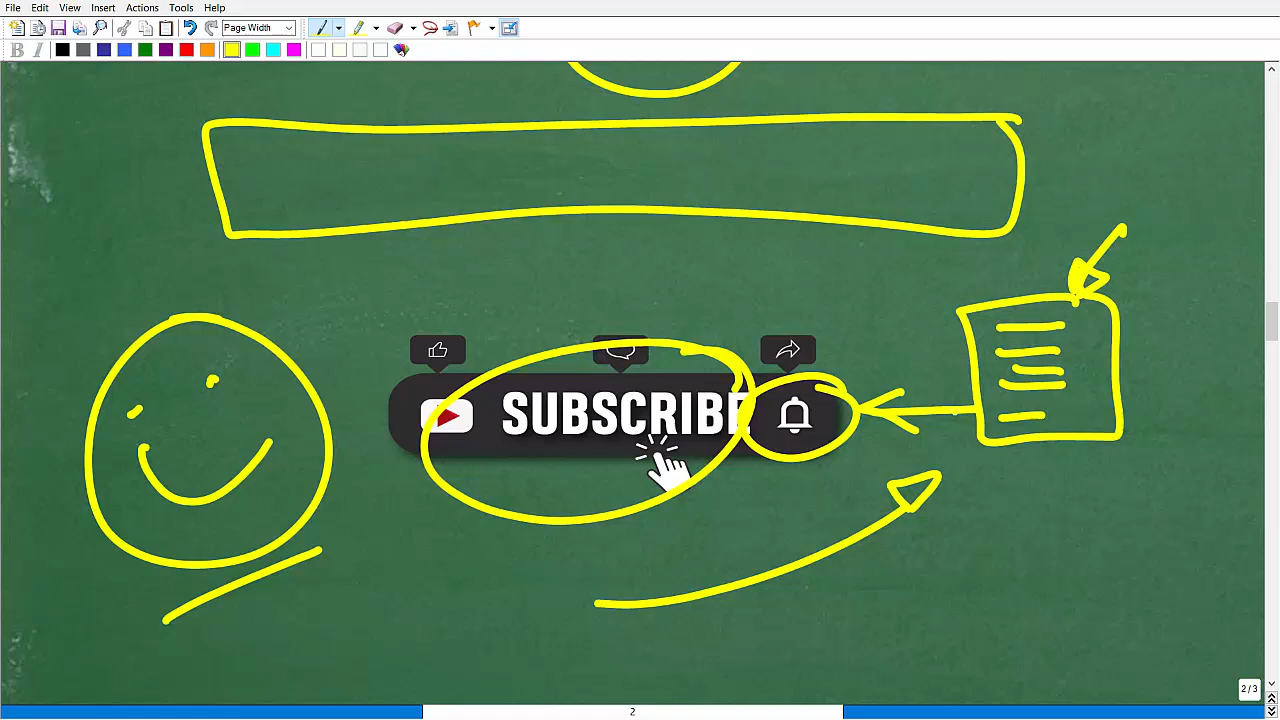 File Edit View Insert Actions Tools Help
Page Width
B I
SUBSCRIBE
2 / 3
2